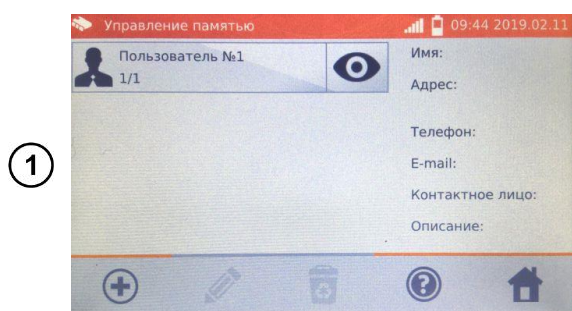 Управление памятью
09:44 2019.02.11
Пользователь №1
1/1
Имя:
Адрес:
Телефон:
E-mail:
Контактное лицо:
Описание:
1